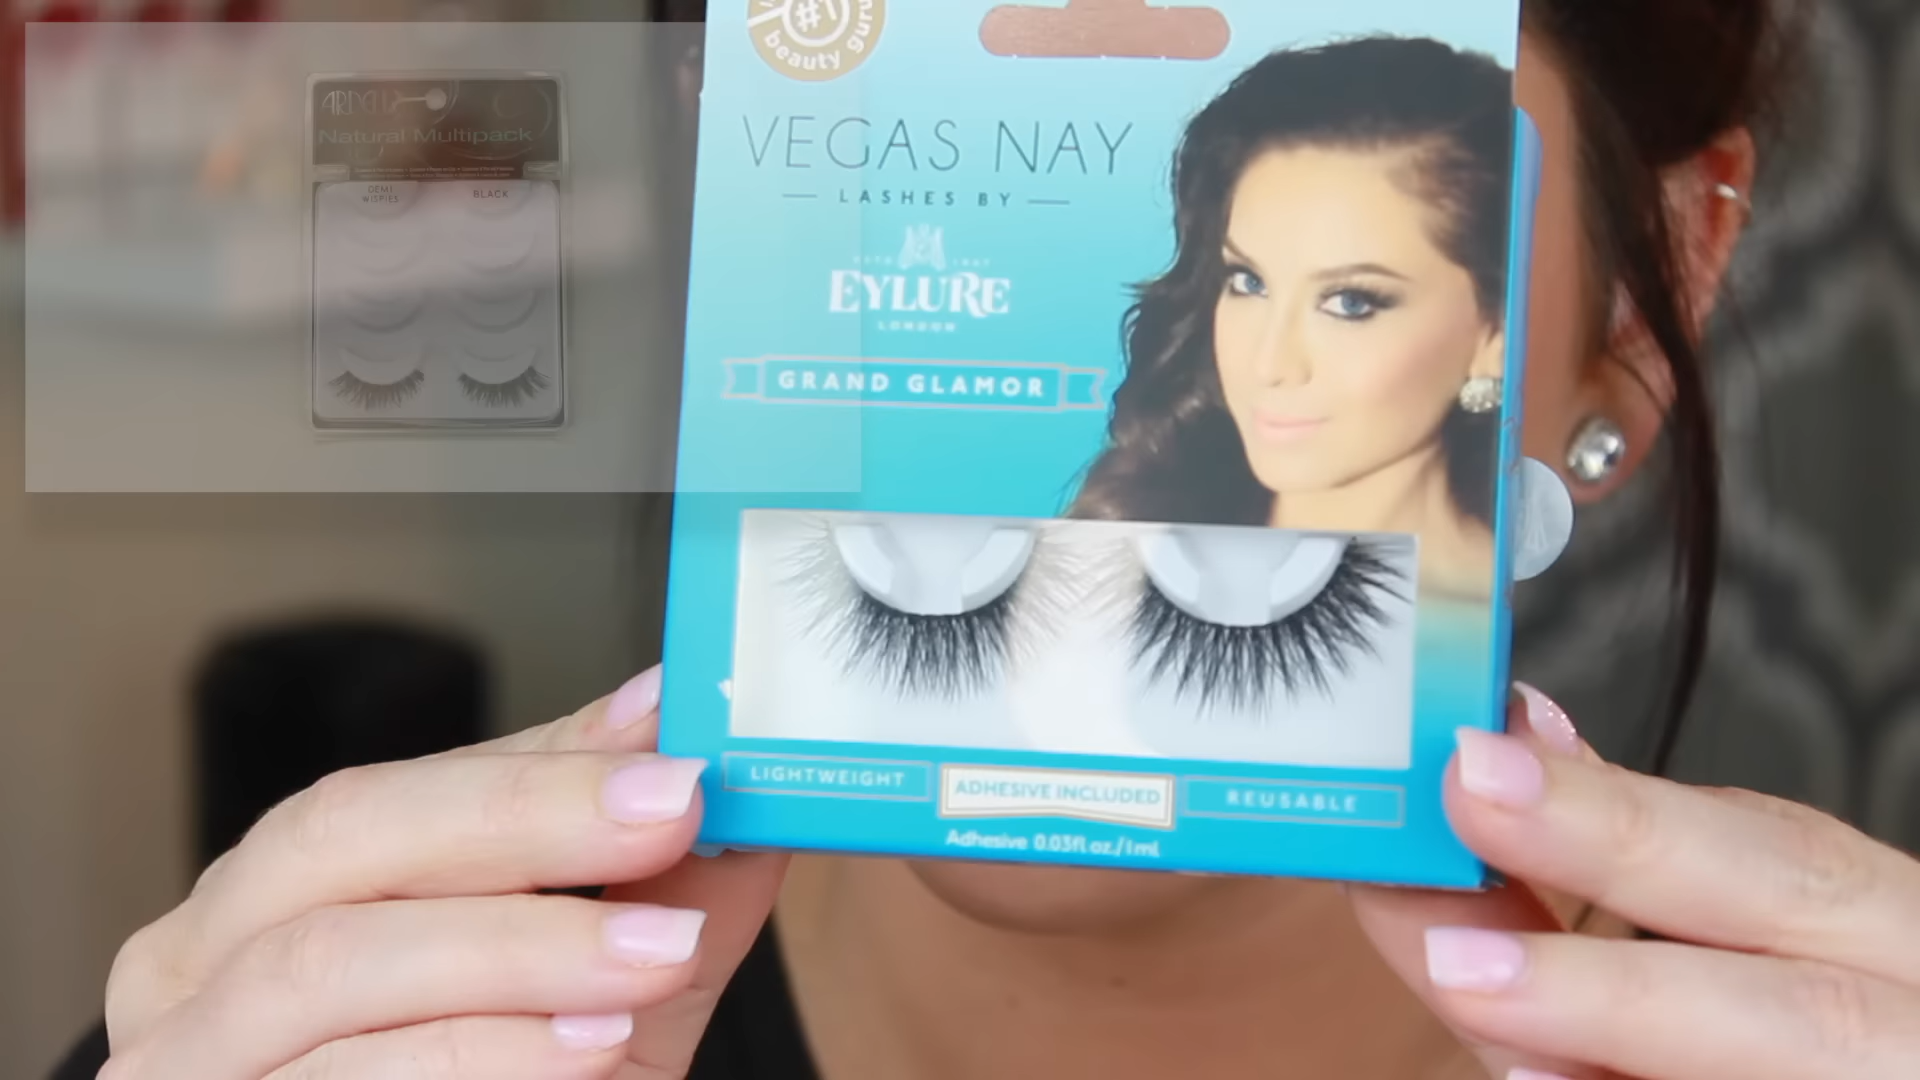 ARDELL
Natural Multipack
DEMI
WISPIES
BLACK
#1
beauty guru
VEGAS NAY
LASHES BY
EYLURE
LONDON
GRAND GLAMOR
LIGHTWEIGHT
ADHESIVE INCLUDED
REUSABLE
Adhesive 0.03fl oz./1ml